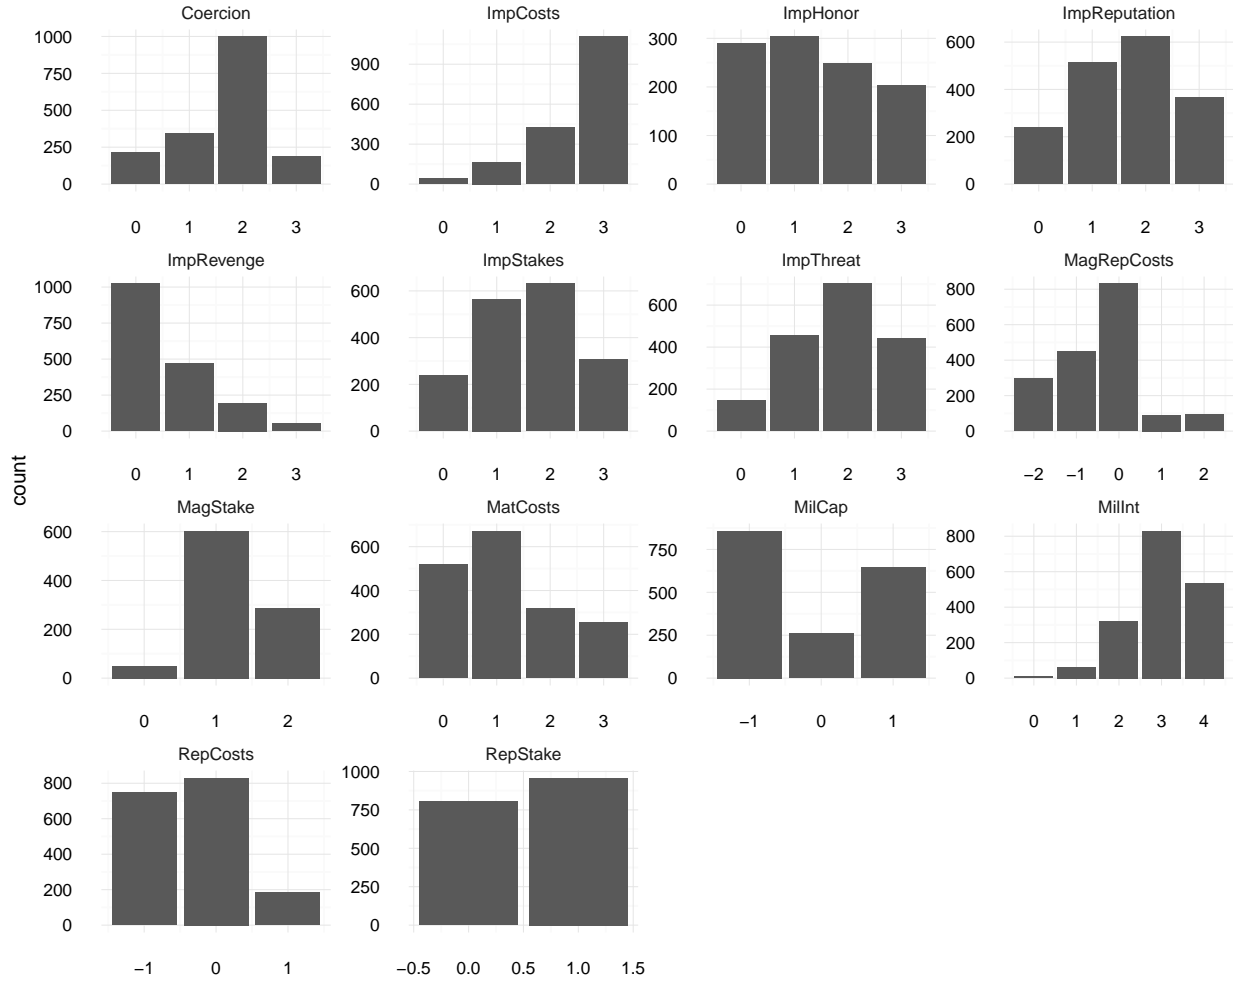 Coercion ImpCosts ImpHonor ImpReputation
1000 750 500 250 0
900 600 300 0
300 200 100 0
600 400 200 0
0 1 2 3 0 1 2 3 0 1 2 3 0 1 2 3
ImpRevenge ImpStakes ImpThreat MagRepCosts
1000 750 500 250 0
600 400 200 0
600 400 200 0
800 600 400 200 0
0 1 2 3 0 1 2 3 0 1 2 3 −2 −1 0 1 2
count
MagStake MatCosts MilCap MilInt
600 400 200 0
600 400 200 0
750 500 250 0
800 600 400 200 0
0 1 2 0 1 2 3 −1 0 1 0 1 2 3 4
RepCosts RepStake
800 600 400 200 0
1000 750 500 250 0
−1 0 1 −0.5 0.0 0.5 1.0 1.5